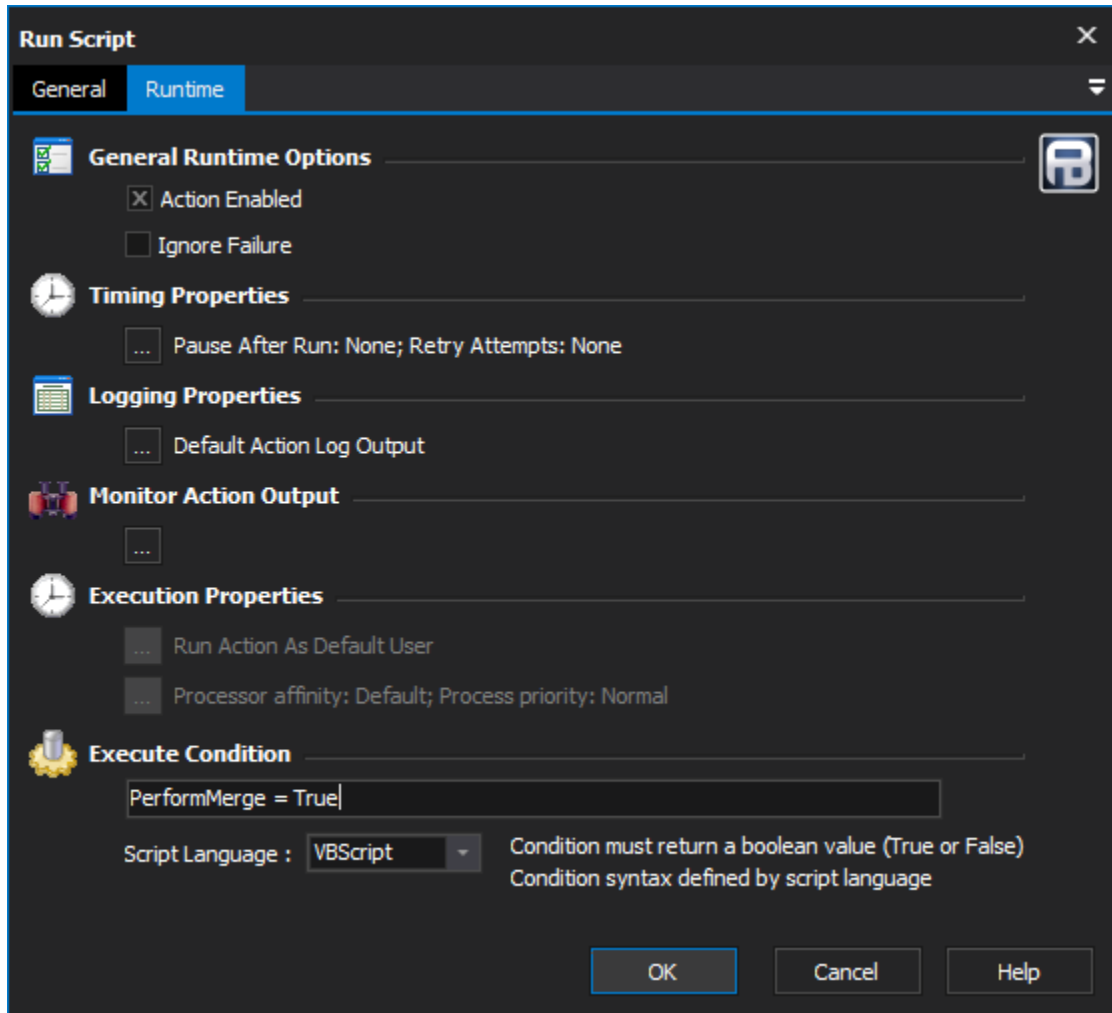 Run Script
General Runtime
General Runtime Options
Action Enabled
Ignore Failure
Timing Properties
... Pause After Run: None; Retry Attempts: None
Logging Properties
... Default Action Log Output
Monitor Action Output
...
Execution Properties
... Run Action As Default User
... Processor affinity: Default; Process priority: Normal
Execute Condition
PerformMerge = True
Script Language : VBScript Condition must return a boolean value (True or False)
Condition syntax defined by script language
OK Cancel Help